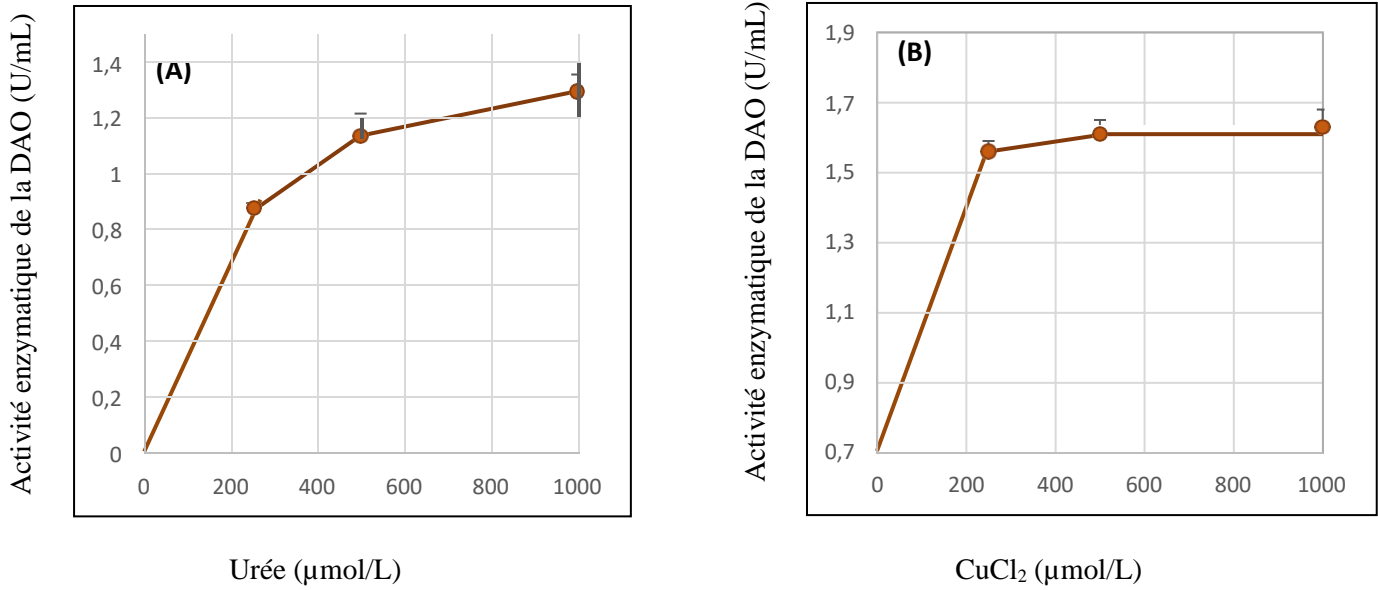 Activité enzymatique de la DAO (U/mL)
(A)
1,4
1,2
1
0,8
0,6
0,4
0,2
0
0 200 400 600 800 1000
Urée (µmol/L)
Activité enzymatique de la DAO (U/mL)
(B)
1,9
1,7
1,5
1,3
1,1
0,9
0,7
0 200 400 600 800 1000
CuCl₂ (µmol/L)